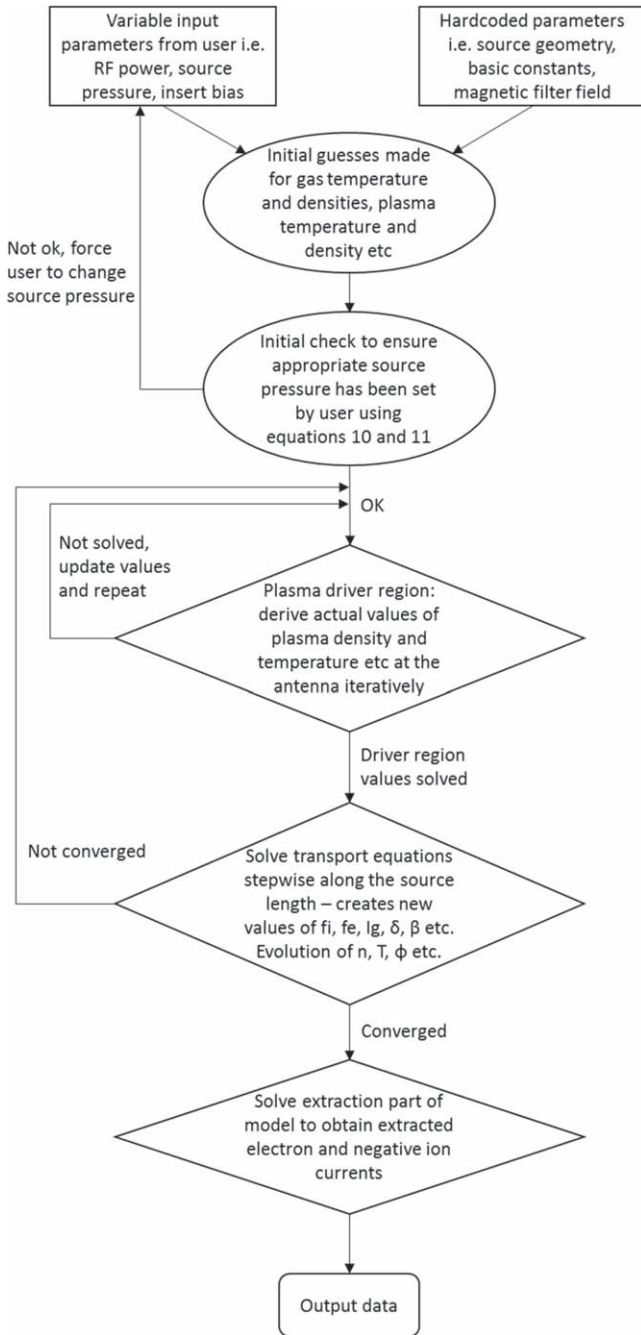 Variable input
parameters from user i.e.
RF power, source
pressure, insert bias
Hardcoded parameters
i.e. source geometry,
basic constants,
magnetic filter field
Initial guesses made
for gas temperature
and densities, plasma
temperature and
density etc
Not ok, force
user to change
source pressure
Initial check to ensure
appropriate source
pressure has been set
by user using
equations 10 and 11
OK
Not solved,
update values
and repeat
Plasma driver region:
derive actual values of
plasma density and
temperature etc at the
antenna iteratively
Driver region
values solved
Not converged
Solve transport equations
stepwise along the source
length – creates new
values of fi, fe, Ig, δ, β etc.
Evolution of n, T, ϕ etc.
Converged
Solve extraction part of
model to obtain extracted
electron and negative ion
currents
Output data